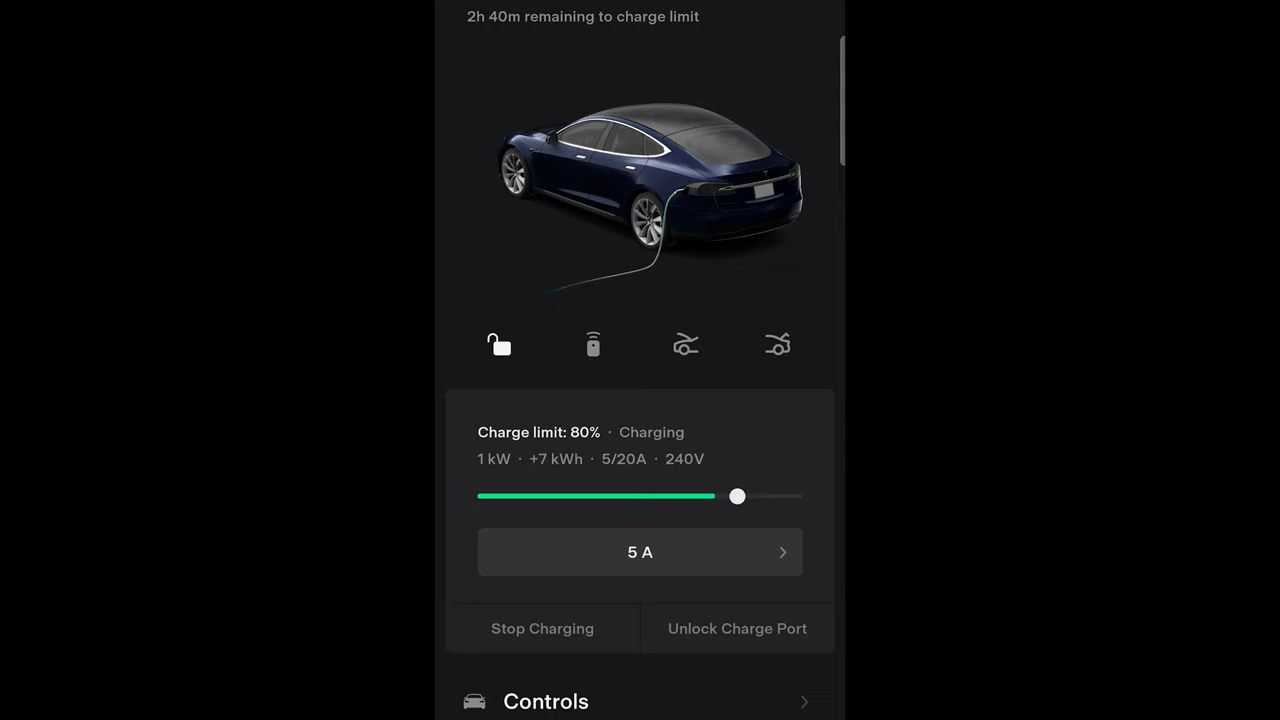 2h 40m remaining to charge limit
Charge limit: 80% · Charging
1 kW · +7 kWh · 5/20A · 240V
5 A
Stop Charging
Unlock Charge Port
Controls